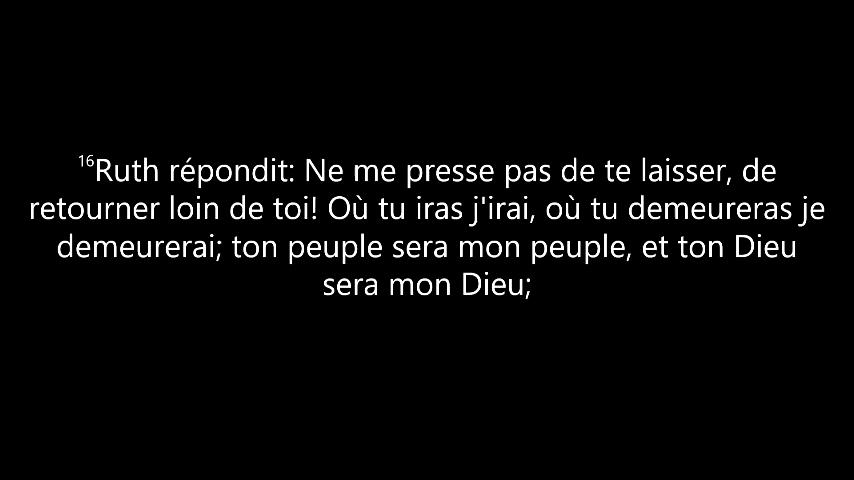 16Ruth répondit: Ne me presse pas de te laisser, de
retourner loin de toi! Où tu iras j'irai, où tu demeureras je
demeurerai; ton peuple sera mon peuple, et ton Dieu
sera mon Dieu;